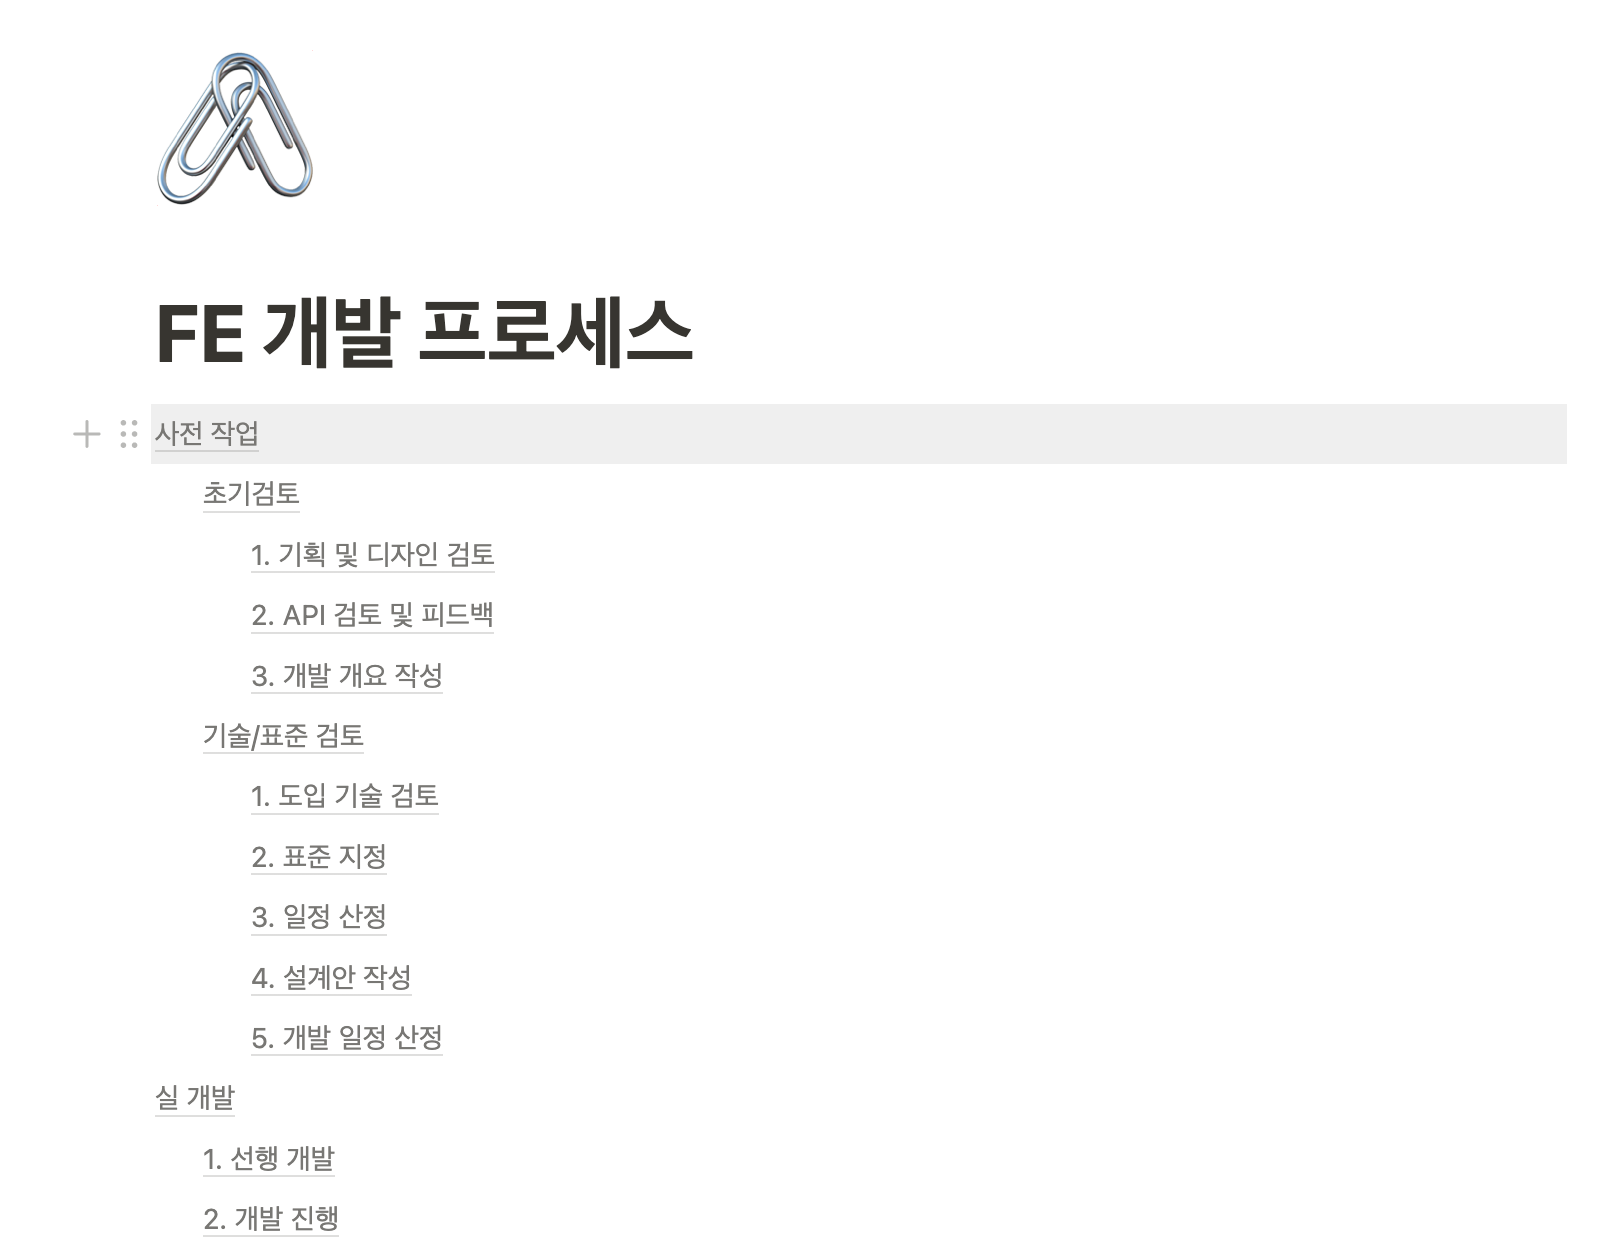 FE 개발 프로세스
사전 작업
초기검토
1. 기획 및 디자인 검토
2. API 검토 및 피드백
3. 개발 개요 작성
기술/표준 검토
1. 도입 기술 검토
2. 표준 지정
3. 일정 산정
4. 설계안 작성
5. 개발 일정 산정
실 개발
1. 선행 개발
2. 개발 진행